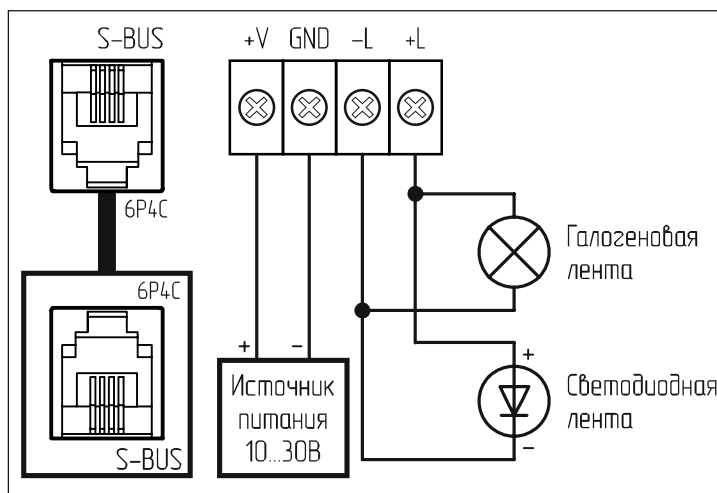 S-BUS
+V GND -L +L
6P4C
Галогеновая
лента
6P4C
S-BUS
+ -
Источник
питания
10...30В
+
Светодиодная
лента
-